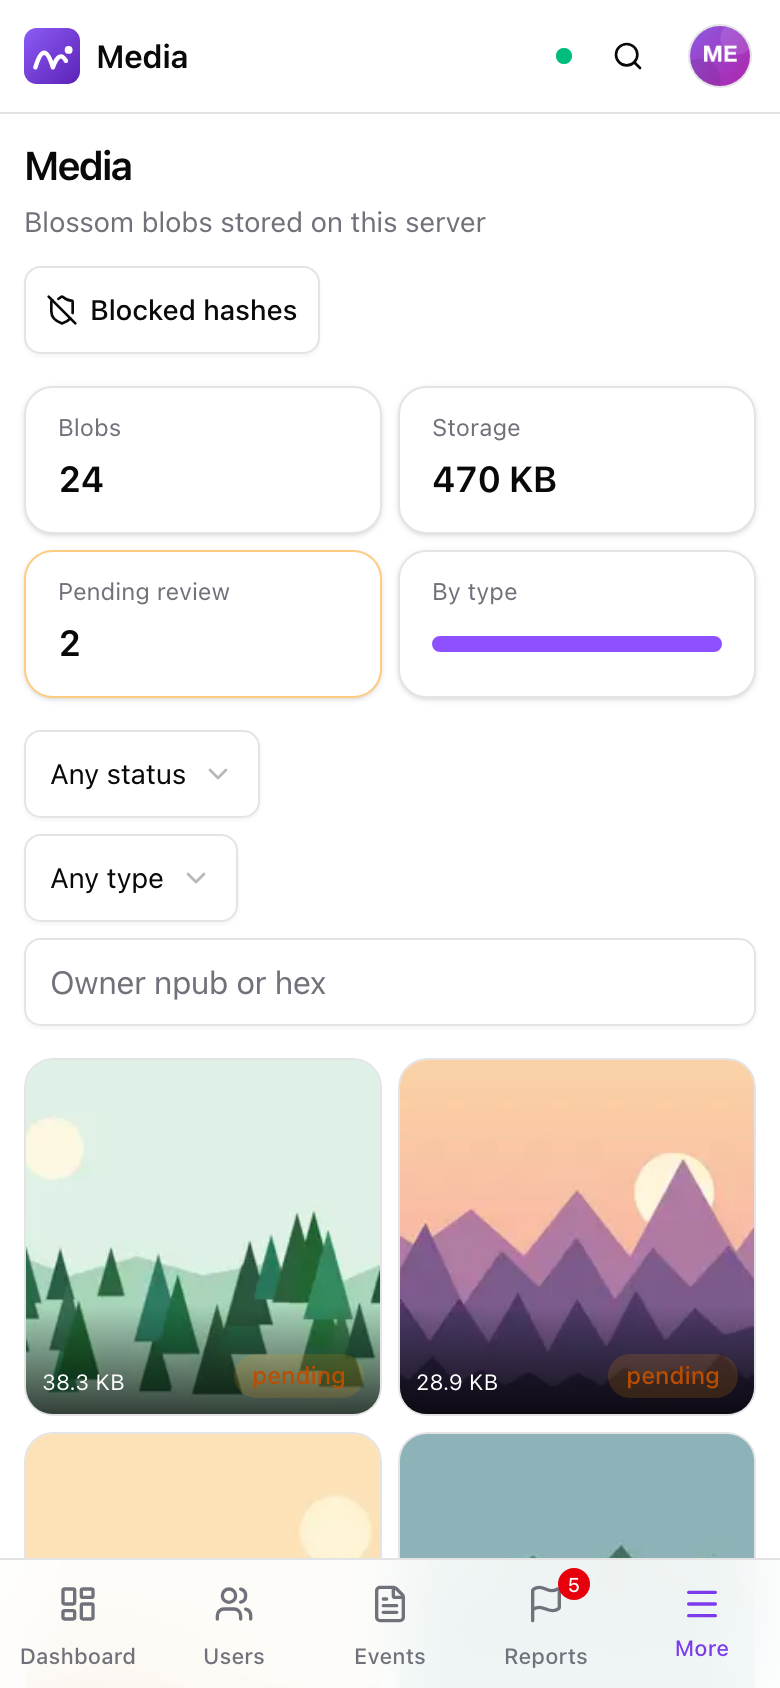 Media
ME
Media
Blossom blobs stored on this server
Blocked hashes
Blobs
24
Storage
470 KB
Pending review
2
By type
Any status
Any type
Owner npub or hex
38.3 KB
pending
28.9 KB
pending
Dashboard
Users
Events
5
Reports
More